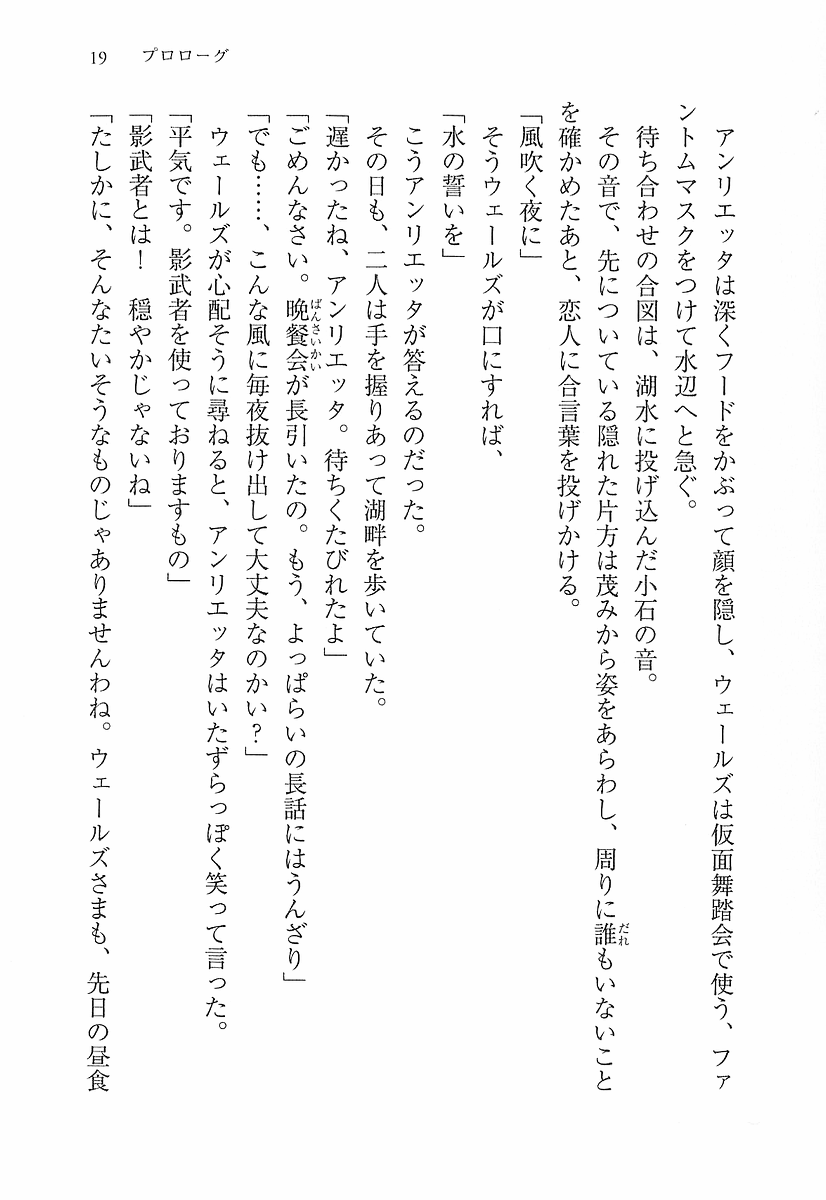 19　プロローグ
　アンリエッタは深くフードをかぶって顔を隠し、ウェールズは仮面舞踏会で使う、ファ
ントムマスクをつけて水辺へと急ぐ。
　待ち合わせの合図は、湖水に投げ込んだ小石の音。
　その音で、先についている隠れた片方は茂みから姿をあらわし、周りに誰もいないこと
を確かめたあと、恋人に合言葉を投げかける。
「風吹く夜に」
　そうウェールズが口にすれば、
「水の誓いを」
　こうアンリエッタが答えるのだった。
　その日も、二人は手を握りあって湖畔を歩いていた。
「遅かったね、アンリエッタ。待ちくたびれたよ」
「ごめんなさい。晩餐会が長引いたの。もう、よっぱらいの長話にはうんざり」
「でも……、こんな風に毎夜抜け出して大丈夫なのかい？」
　ウェールズが心配そうに尋ねると、アンリエッタはいたずらっぽく笑って言った。
「平気です。影武者を使っておりますもの」
「影武者とは！　穏やかじゃないね」
「たしかに、そんなたいそうなものじゃありませんわね。ウェールズさまも、先日の昼食